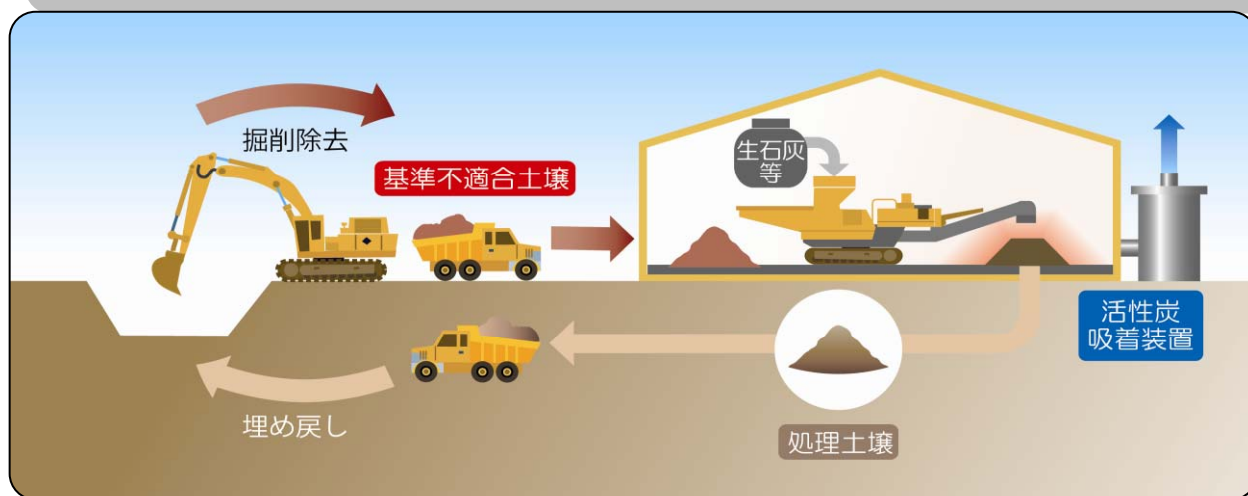 掘削除去
基準不適合土壌
生石灰
等
活性炭
吸着装置
埋め戻し
処理土壌